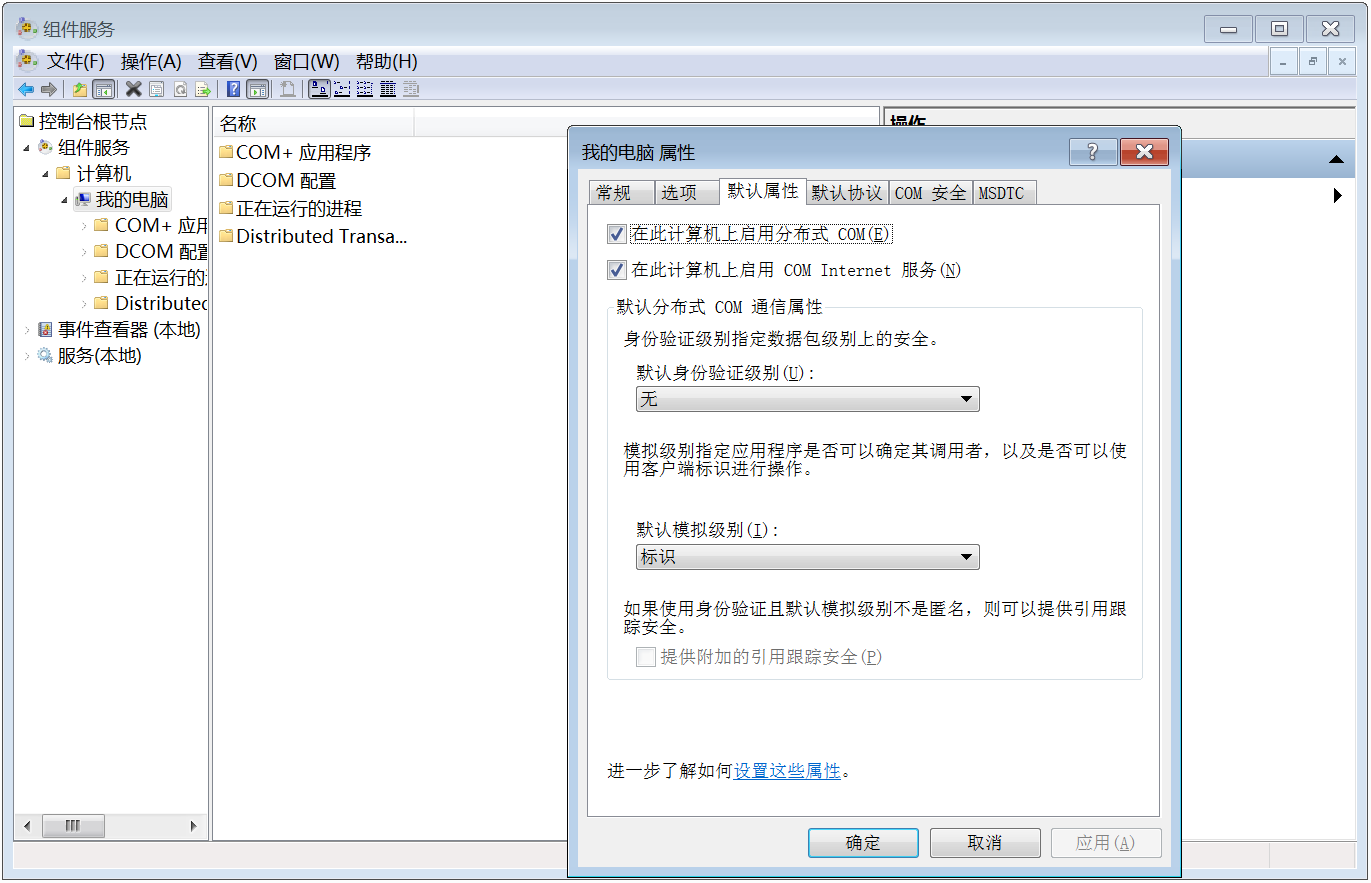 组件服务
文件(F) 操作(A) 查看(V) 窗口(W) 帮助(H)
控制台根节点
组件服务
计算机
我的电脑
COM+ 应用
DCOM 配置
正在运行的
Distributed
事件查看器 (本地)
服务(本地)
名称
COM+ 应用程序
DCOM 配置
正在运行的进程
Distributed Transa...
操作
我的电脑 属性
常规 选项 默认属性 默认协议 COM 安全 MSDTC
在此计算机上启用分布式 COM(E)
在此计算机上启用 COM Internet 服务(N)
默认分布式 COM 通信属性
身份验证级别指定数据包级别上的安全。
默认身份验证级别(U):
无
模拟级别指定应用程序是否可以确定其调用者，以及是否可以使
用客户端标识进行操作。
默认模拟级别(I):
标识
如果使用身份验证且默认模拟级别不是匿名，则可以提供引用跟
踪安全。
提供附加的引用跟踪安全(P)
进一步了解如何设置这些属性。
确定 取消 应用(A)